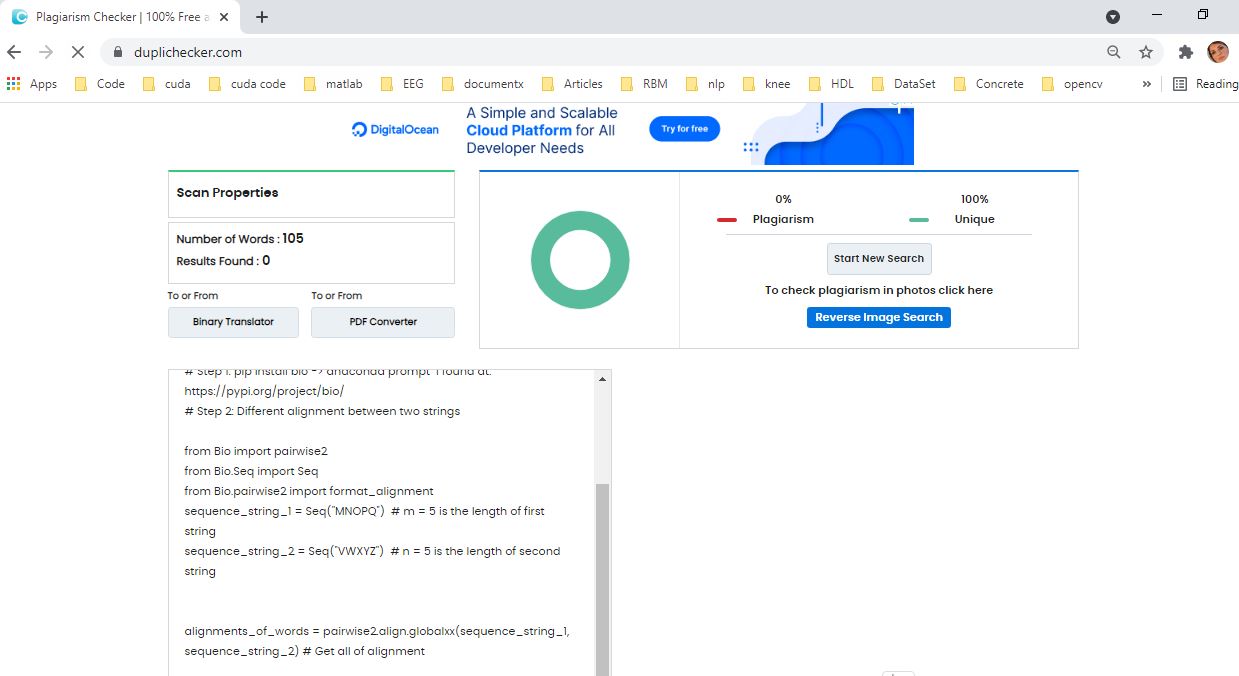 Plagiarism Checker | 100% Free a
duplichecker.com
Apps Code cuda cuda code matlab EEG documentx Articles RBM nlp knee HDL DataSet Concrete opencv » Reading
DigitalOcean
A Simple and Scalable
Cloud Platform for All
Developer Needs
Try for free
Scan Properties
Number of Words : 105
Results Found : 0
To or From
To or From
Binary Translator
PDF Converter
0%
Plagiarism
100%
Unique
Start New Search
To check plagiarism in photos click here
Reverse Image Search
# Step 1: pip install bio -> anaconda prompt I found at:
https://pypi.org/project/bio/
# Step 2: Different alignment between two strings
from Bio import pairwise2
from Bio.Seq import Seq
from Bio.pairwise2 import format_alignment
sequence_string_1 = Seq("MNOPQ") # m = 5 is the length of first
string
sequence_string_2 = Seq("VWXYZ") # n = 5 is the length of second
string
alignments_of_words = pairwise2.align.globalxx(sequence_string_1,
sequence_string_2) # Get all of alignment